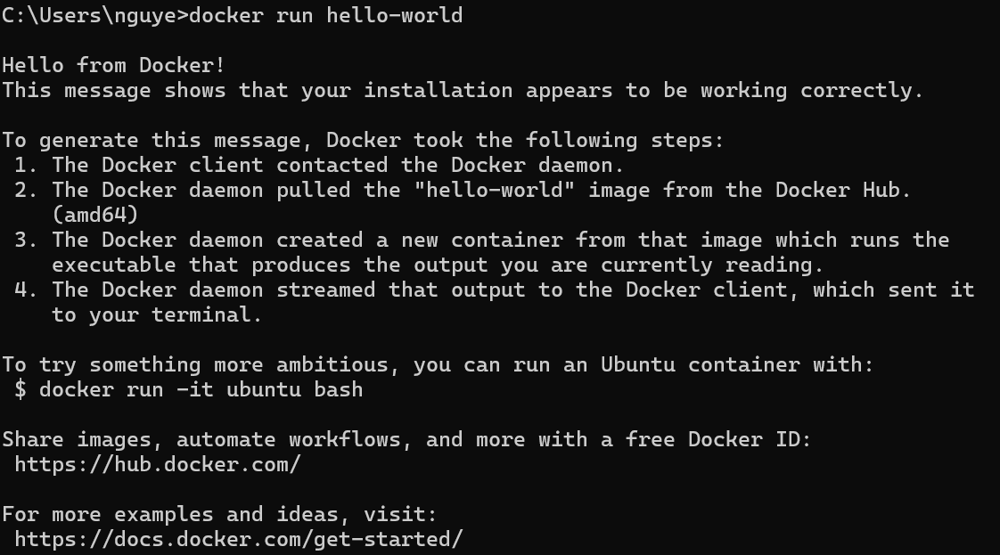 C:\Users\nguye>docker run hello-world
Hello from Docker!
This message shows that your installation appears to be working correctly.
To generate this message, Docker took the following steps:
1. The Docker client contacted the Docker daemon.
2. The Docker daemon pulled the "hello-world" image from the Docker Hub.
(amd64)
3. The Docker daemon created a new container from that image which runs the
executable that produces the output you are currently reading.
4. The Docker daemon streamed that output to the Docker client, which sent it
to your terminal.
To try something more ambitious, you can run an Ubuntu container with:
$ docker run -it ubuntu bash
Share images, automate workflows, and more with a free Docker ID:
https://hub.docker.com/
For more examples and ideas, visit:
https://docs.docker.com/get-started/